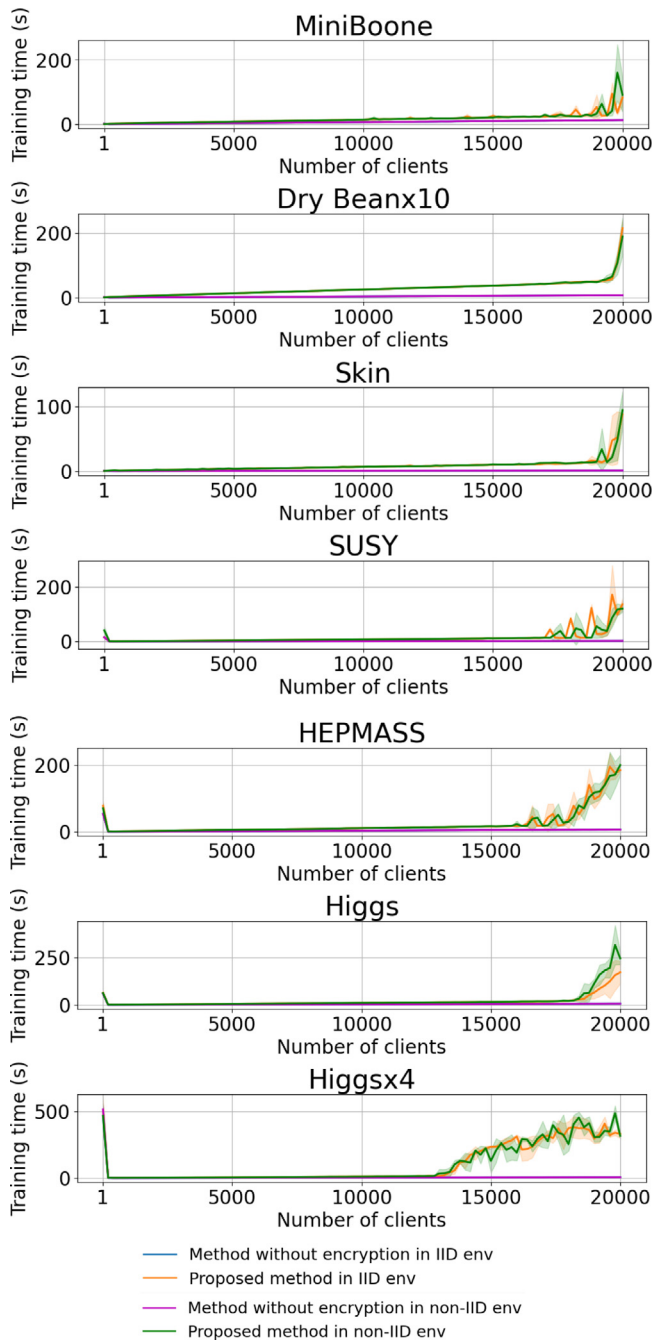 MiniBoone
Training time (s)
200
0
1 5000 10000 15000 20000
Number of clients
Dry Beanx10
Training time (s)
200
0
1 5000 10000 15000 20000
Number of clients
Skin
Training time (s)
100
0
1 5000 10000 15000 20000
Number of clients
SUSY
Training time (s)
200
0
1 5000 10000 15000 20000
Number of clients
HEPMASS
Training time (s)
200
0
1 5000 10000 15000 20000
Number of clients
Higgs
Training time (s)
250
0
1 5000 10000 15000 20000
Number of clients
Higgsx4
Training time (s)
500
0
1 5000 10000 15000 20000
Number of clients
Method without encryption in IID env
Proposed method in IID env
Method without encryption in non-IID env
Proposed method in non-IID env